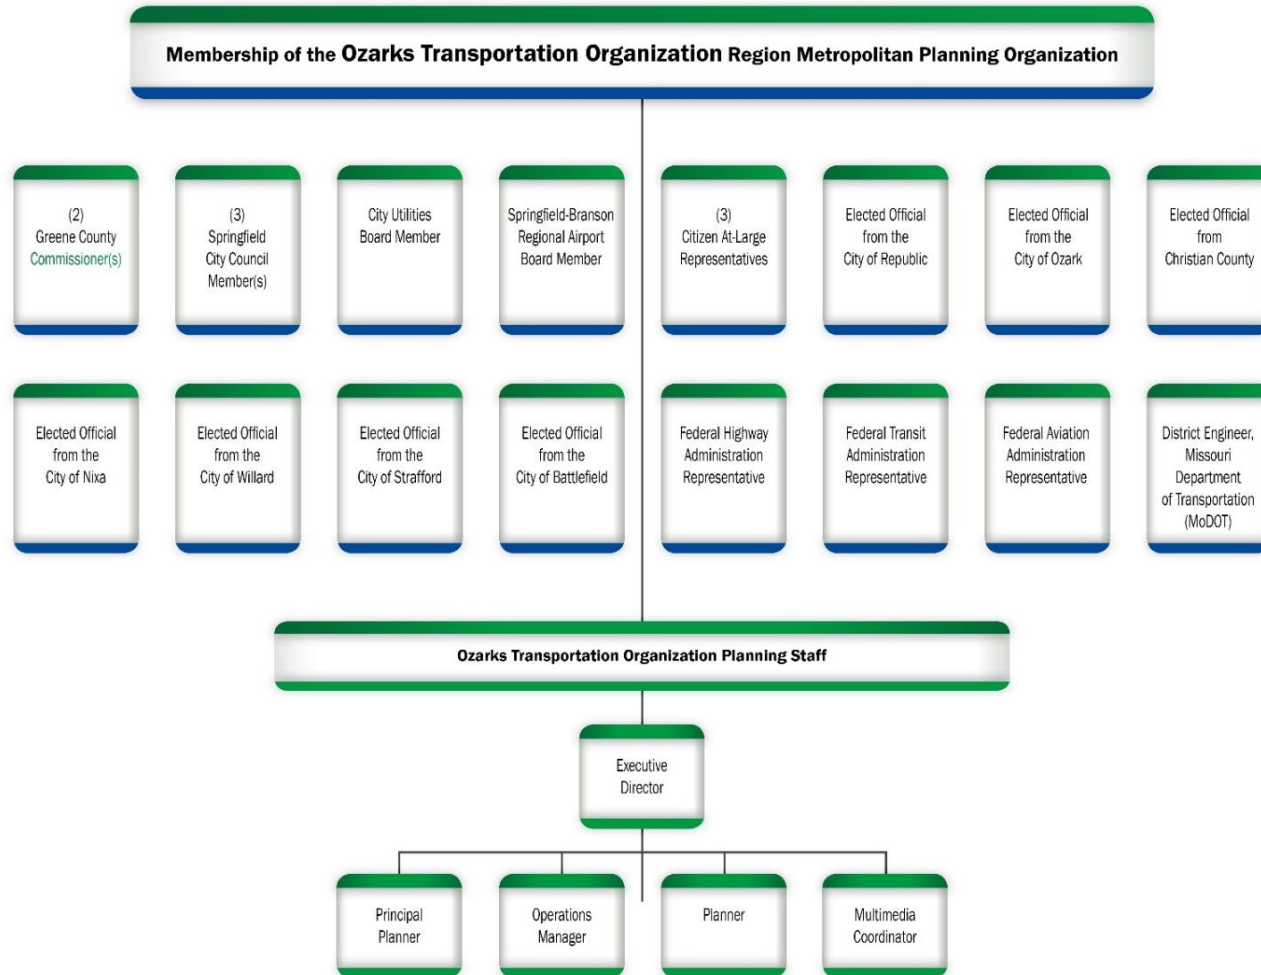 Membership of the Ozarks Transportation Organization Region Metropolitan Planning Organization
(2)
Greene County
Commissioner(s)
(3)
Springfield
City Council
Member(s)
City Utilities
Board Member
Springfield-Branson
Regional Airport
Board Member
(3)
Citizen At-Large
Representatives
Elected Official
from the
City of Republic
Elected Official
from the
City of Ozark
Elected Official
from
Christian County
Elected Official
from the
City of Nixa
Elected Official
from the
City of Willard
Elected Official
from the
City of Strafford
Elected Official
from the
City of Battlefield
Federal Highway
Administration
Representative
Federal Transit
Administration
Representative
Federal Aviation
Administration
Representative
District Engineer,
Missouri
Department
of Transportation
(MoDOT)
Ozarks Transportation Organization Planning Staff
Executive
Director
Principal
Planner
Operations
Manager
Planner
Multimedia
Coordinator